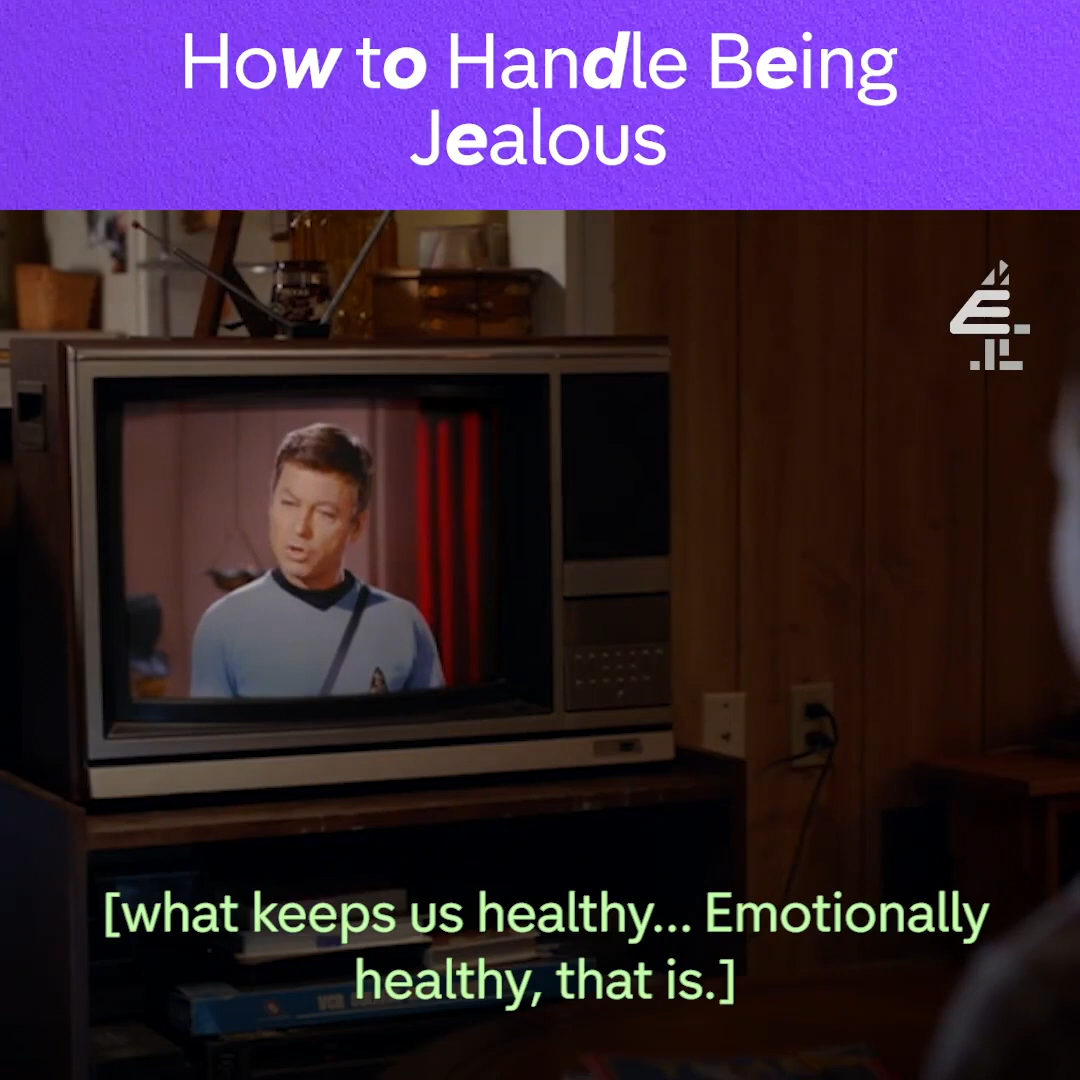 How to Handle Being
Jealous
[what keeps us healthy... Emotionally
healthy, that is.]